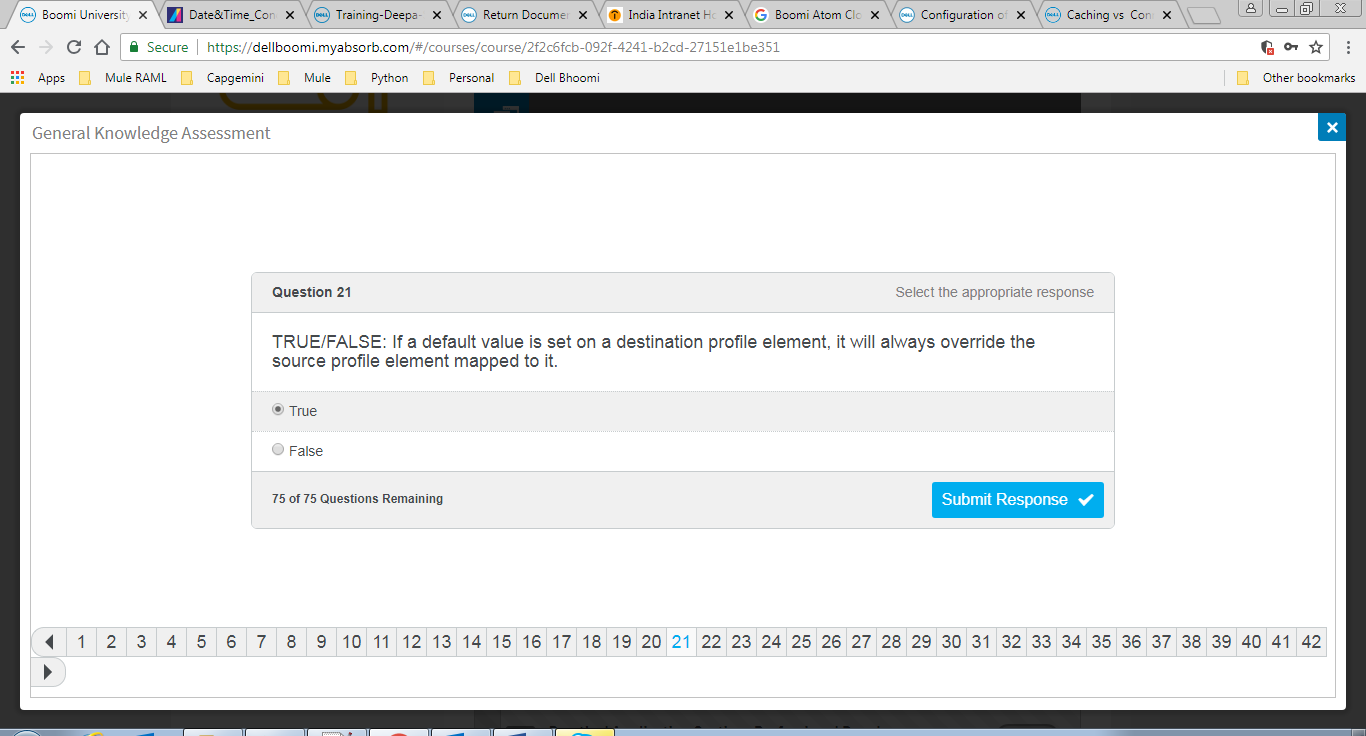 Boomi University
Date&Time_Con
Training-Deepa-
Return Documen
India Intranet Ho
Boomi Atom Clo
Configuration of
Caching vs Con
Secure https://dellboomi.myabsorb.com/#/courses/course/2f2c6fcb-092f-4241-b2cd-27151e1be351
Apps Mule RAML Capgemini Mule Python Personal Dell Bhoomi Other bookmarks
General Knowledge Assessment
Question 21 Select the appropriate response
TRUE/FALSE: If a default value is set on a destination profile element, it will always override the
source profile element mapped to it.
True
False
75 of 75 Questions Remaining Submit Response
1 2 3 4 5 6 7 8 9 10 11 12 13 14 15 16 17 18 19 20 21 22 23 24 25 26 27 28 29 30 31 32 33 34 35 36 37 38 39 40 41 42